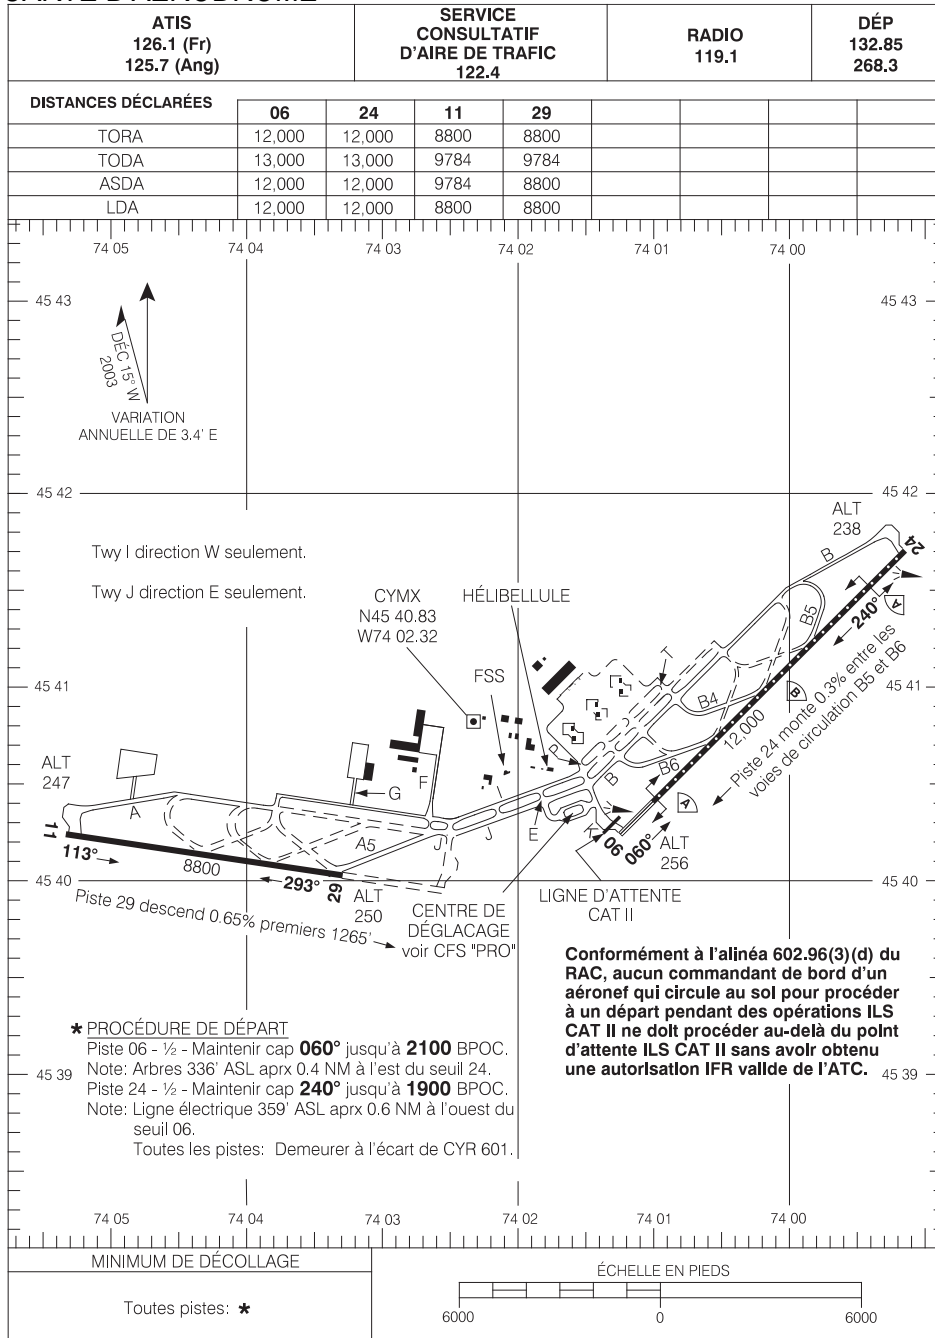 ATIS
126.1 (Fr)
125.7 (Ang)
SERVICE
CONSULTATIF
D'AIRE DE TRAFIC
122.4
RADIO
119.1
DÉP
132.85
268.3
DISTANCES DÉCLARÉES 06 24 11 29
TORA 12,000 12,000 8800 8800
TODA 13,000 13,000 9784 9784
ASDA 12,000 12,000 9784 8800
LDA 12,000 12,000 8800 8800
74 05 74 04 74 03 74 02 74 01 74 00
45 43 45 43
DÉC 15° W
2003
VARIATION
ANNUELLE DE 3.4' E
45 42 45 42
ALT
238
24
B
Twy I direction W seulement.
Twy J direction E seulement.
CYMX
N45 40.83
W74 02.32
HÉLIBELLULE
FSS
A
240°
B5
T
45 41 45 41
B4
B
12,000
Piste 24 monte 0.3% entre les
voies de circulation B5 et B6
P
B6
B
A
ALT
247
F
G
A
A5
J
J
E
K
11
113°
8800
293°
29
06
060°
ALT
256
45 40 45 40
Piste 29 descend 0.65% premiers 1265'
ALT
250
CENTRE DE
DÉGLACAGE
voir CFS "PRO"
LIGNE D'ATTENTE
CAT II
Conformément à l'alinéa 602.96(3)(d) du
RAC, aucun commandant de bord d'un
aéronef qui circule au sol pour procéder
à un départ pendant des opérations ILS
CAT II ne doit procéder au-delà du point
d'attente ILS CAT II sans avoir obtenu
une autorisation IFR valide de l'ATC.
★ PROCÉDURE DE DÉPART
Piste 06 - ½ - Maintenir cap 060° jusqu'à 2100 BPOC.
Note: Arbres 336' ASL aprx 0.4 NM à l'est du seuil 24.
45 39 45 39
Piste 24 - ½ - Maintenir cap 240° jusqu'à 1900 BPOC.
Note: Ligne électrique 359' ASL aprx 0.6 NM à l'ouest du
seuil 06.
Toutes les pistes: Demeurer à l'écart de CYR 601.
74 05 74 04 74 03 74 02 74 01 74 00
MINIMUM DE DÉCOLLAGE
Toutes pistes: ★
ÉCHELLE EN PIEDS
6000 0 6000